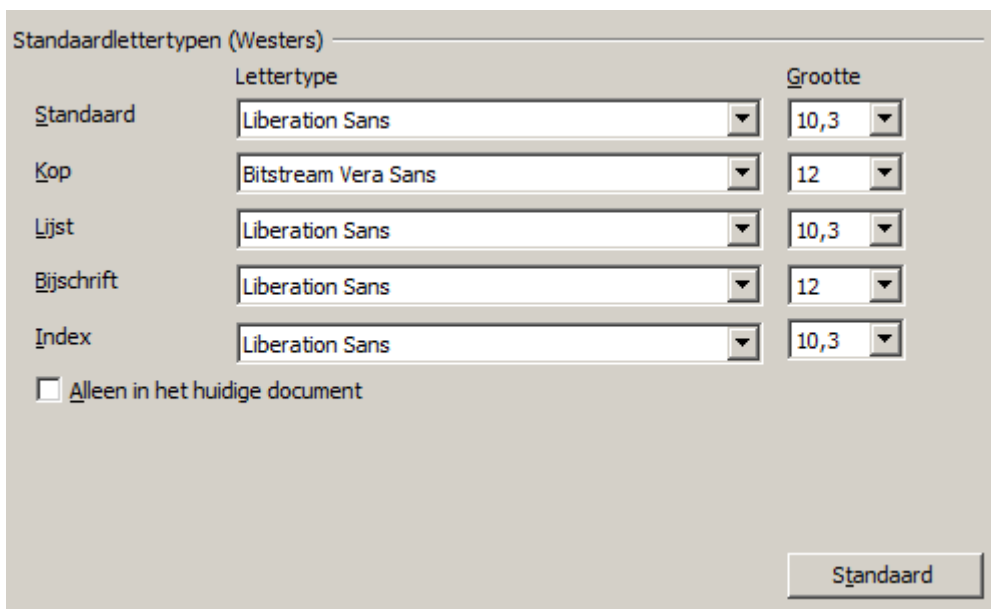 Standaardlettertypen (Westers)
Lettertype Grootte
Standaard Liberation Sans 10,3
Kop Bitstream Vera Sans 12
Lijst Liberation Sans 10,3
Bijschrift Liberation Sans 12
Index Liberation Sans 10,3
Alleen in het huidige document
Standaard